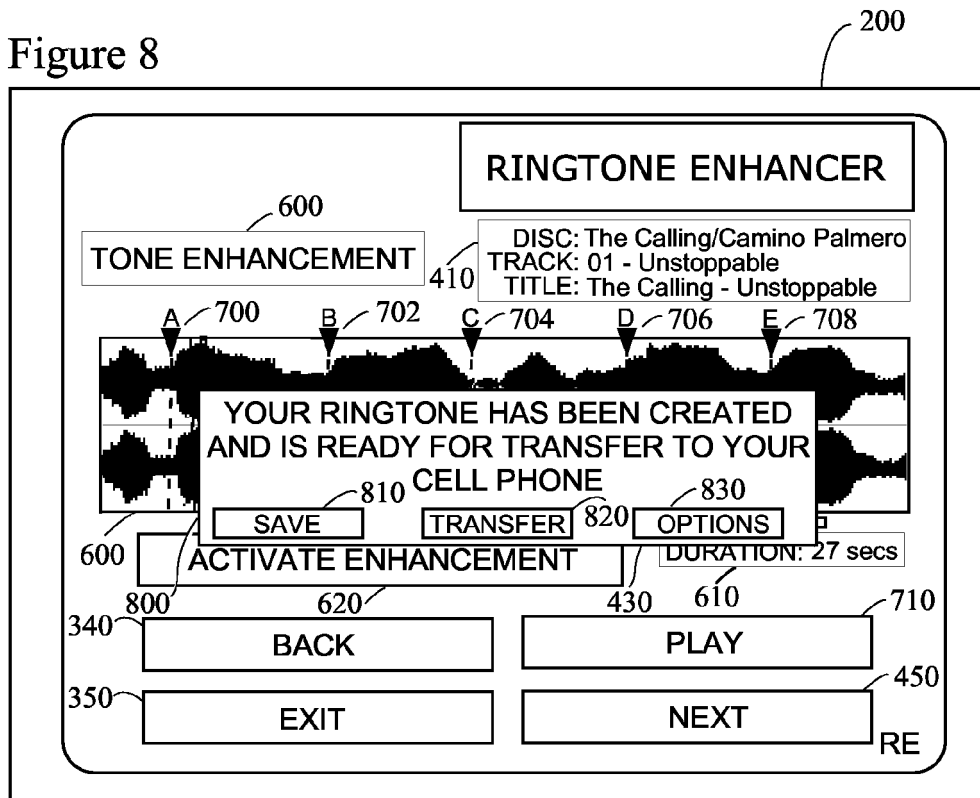 200
Figure 8
RINGTONE ENHANCER
600
TONE ENHANCEMENT
410
DISC: The Calling/Camino Palmero
TRACK: 01 - Unstoppable
TITLE: The Calling - Unstoppable
A 700 B 702 C 704 D 706 E 708
YOUR RINGTONE HAS BEEN CREATED
AND IS READY FOR TRANSFER TO YOUR
CELL PHONE
810 820 830
SAVE TRANSFER OPTIONS
600
ACTIVATE ENHANCEMENT
DURATION: 27 secs
800 620 430 610
340 BACK PLAY 710
350 EXIT NEXT 450
RE